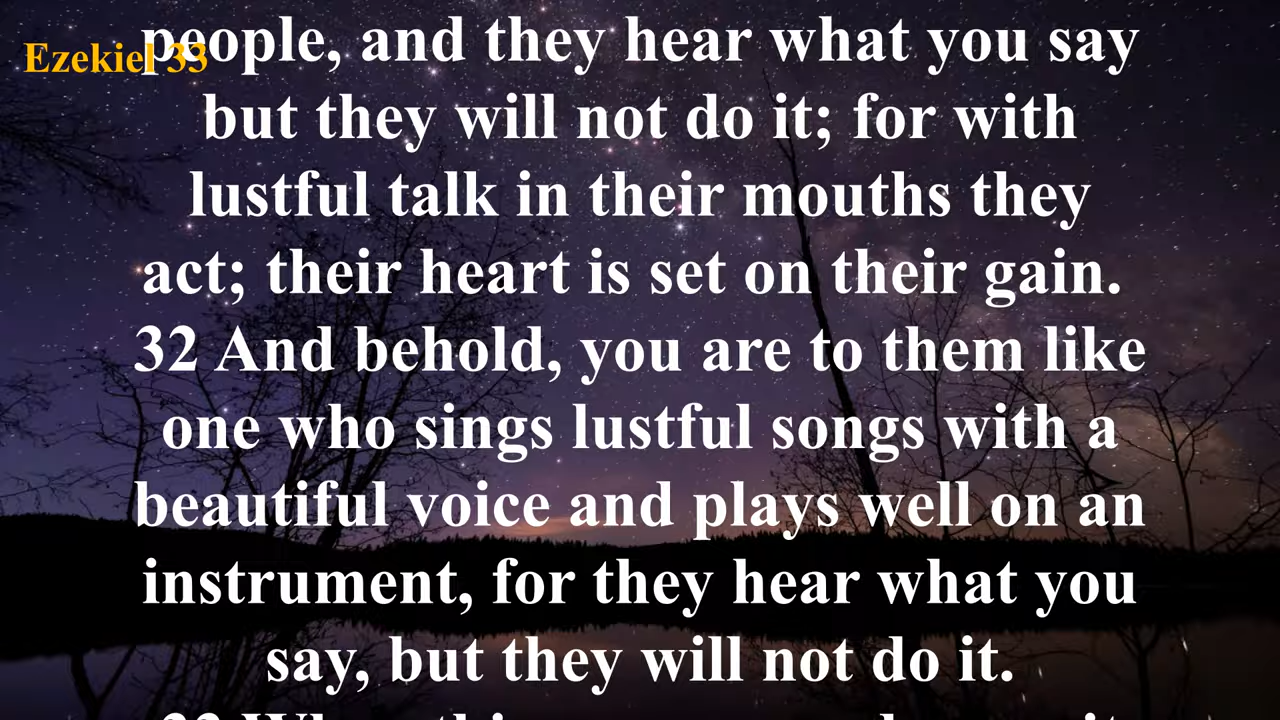 Ezekiel 33
people, and they hear what you say
but they will not do it; for with
lustful talk in their mouths they
act; their heart is set on their gain.
32 And behold, you are to them like
one who sings lustful songs with a
beautiful voice and plays well on an
instrument, for they hear what you
say, but they will not do it.